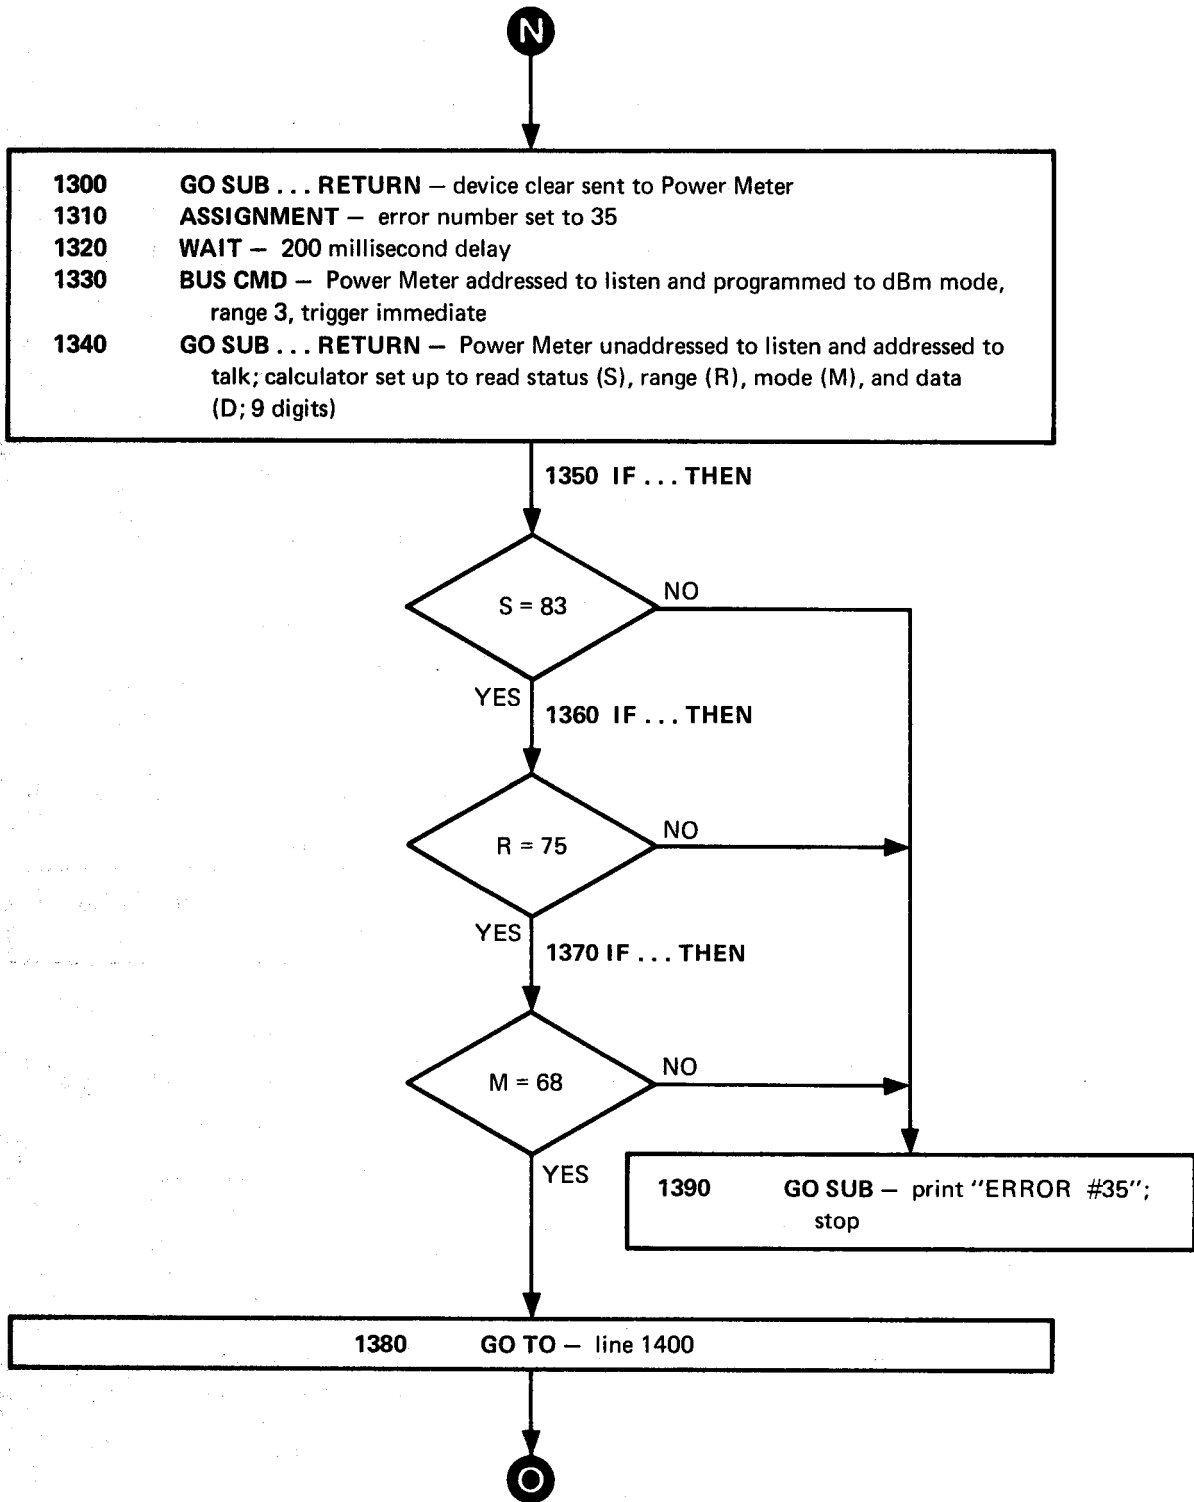 N
1300 GO SUB . . . RETURN — device clear sent to Power Meter
1310 ASSIGNMENT — error number set to 35
1320 WAIT — 200 millisecond delay
1330 BUS CMD — Power Meter addressed to listen and programmed to dBm mode,
range 3, trigger immediate
1340 GO SUB . . . RETURN — Power Meter unaddressed to listen and addressed to
talk; calculator set up to read status (S), range (R), mode (M), and data
(D; 9 digits)
1350 IF . . . THEN
S = 83
NO
YES
1360 IF . . . THEN
R = 75
NO
YES
1370 IF . . . THEN
M = 68
NO
YES
1390 GO SUB — print "ERROR #35";
stop
1380 GO TO — line 1400
O